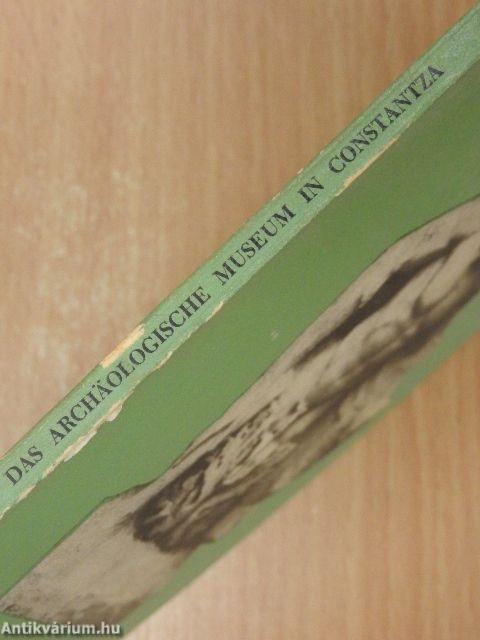 DAS ARCHÄOLOGISCHE MUSEUM IN CONSTANTZA
Antikvárium.hu